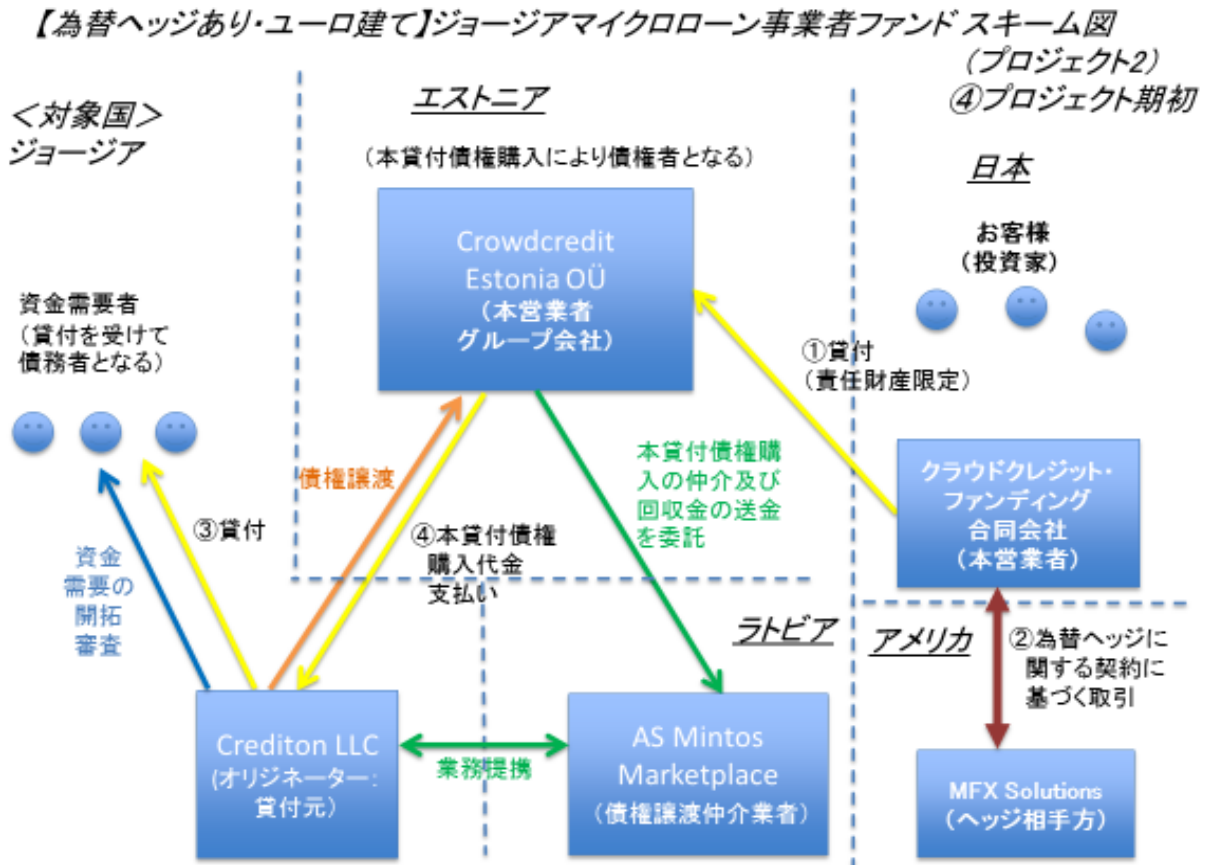 【為替ヘッジあり・ユーロ建て】ジョージアマイクロローン事業者ファンド スキーム図
（プロジェクト2）
④プロジェクト期初
＜対象国＞
ジョージア
エストニア
（本貸付債権購入により債権者となる）
日本
お客様
（投資家）
Crowdcredit
Estonia OÜ
（本営業者
グループ会社）
資金需要者
（貸付を受けて
債務者となる）
①貸付
（責任財産限定）
債権譲渡
本貸付債権購
入の仲介及び
回収金の送金
を委託
クラウドクレジット・
ファンディング
合同会社
（本営業者）
③貸付
④本貸付債権
購入代金
支払い
資金
需要の
開拓
審査
ラトビア
アメリカ
②為替ヘッジに
関する契約に
基づく取引
Crediton LLC
(オリジネーター：
貸付元）
業務提携
AS Mintos
Marketplace
（債権譲渡仲介業者）
MFX Solutions
（ヘッジ相手方）